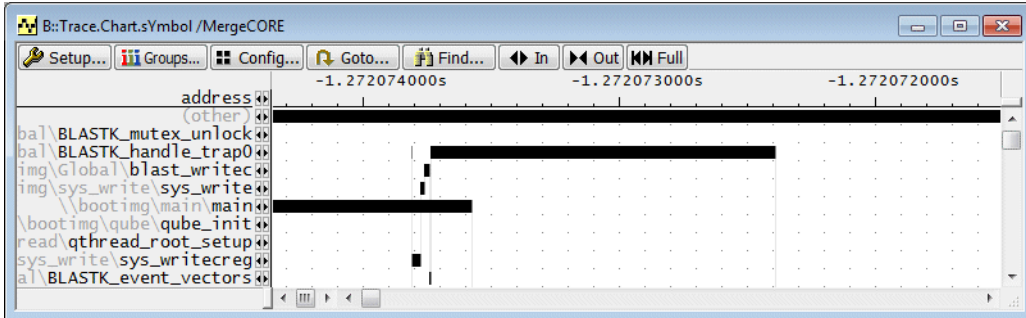 B::Trace.Chart.sYmbol /MergeCORE
Setup... Groups... Config... Goto... Find... In Out Full
-1.272074000s -1.272073000s -1.272072000s
address
(other)
bal\BLASTK_mutex_unlock
bal\BLASTK_handle_trap0
img\Global\blast_writec
img\sys_write\sys_write
\\bootimg\main\main
\bootimg\qube\qube_init
read\qthread_root_setup
sys_write\sys_writecreg
al\BLASTK_event_vectors